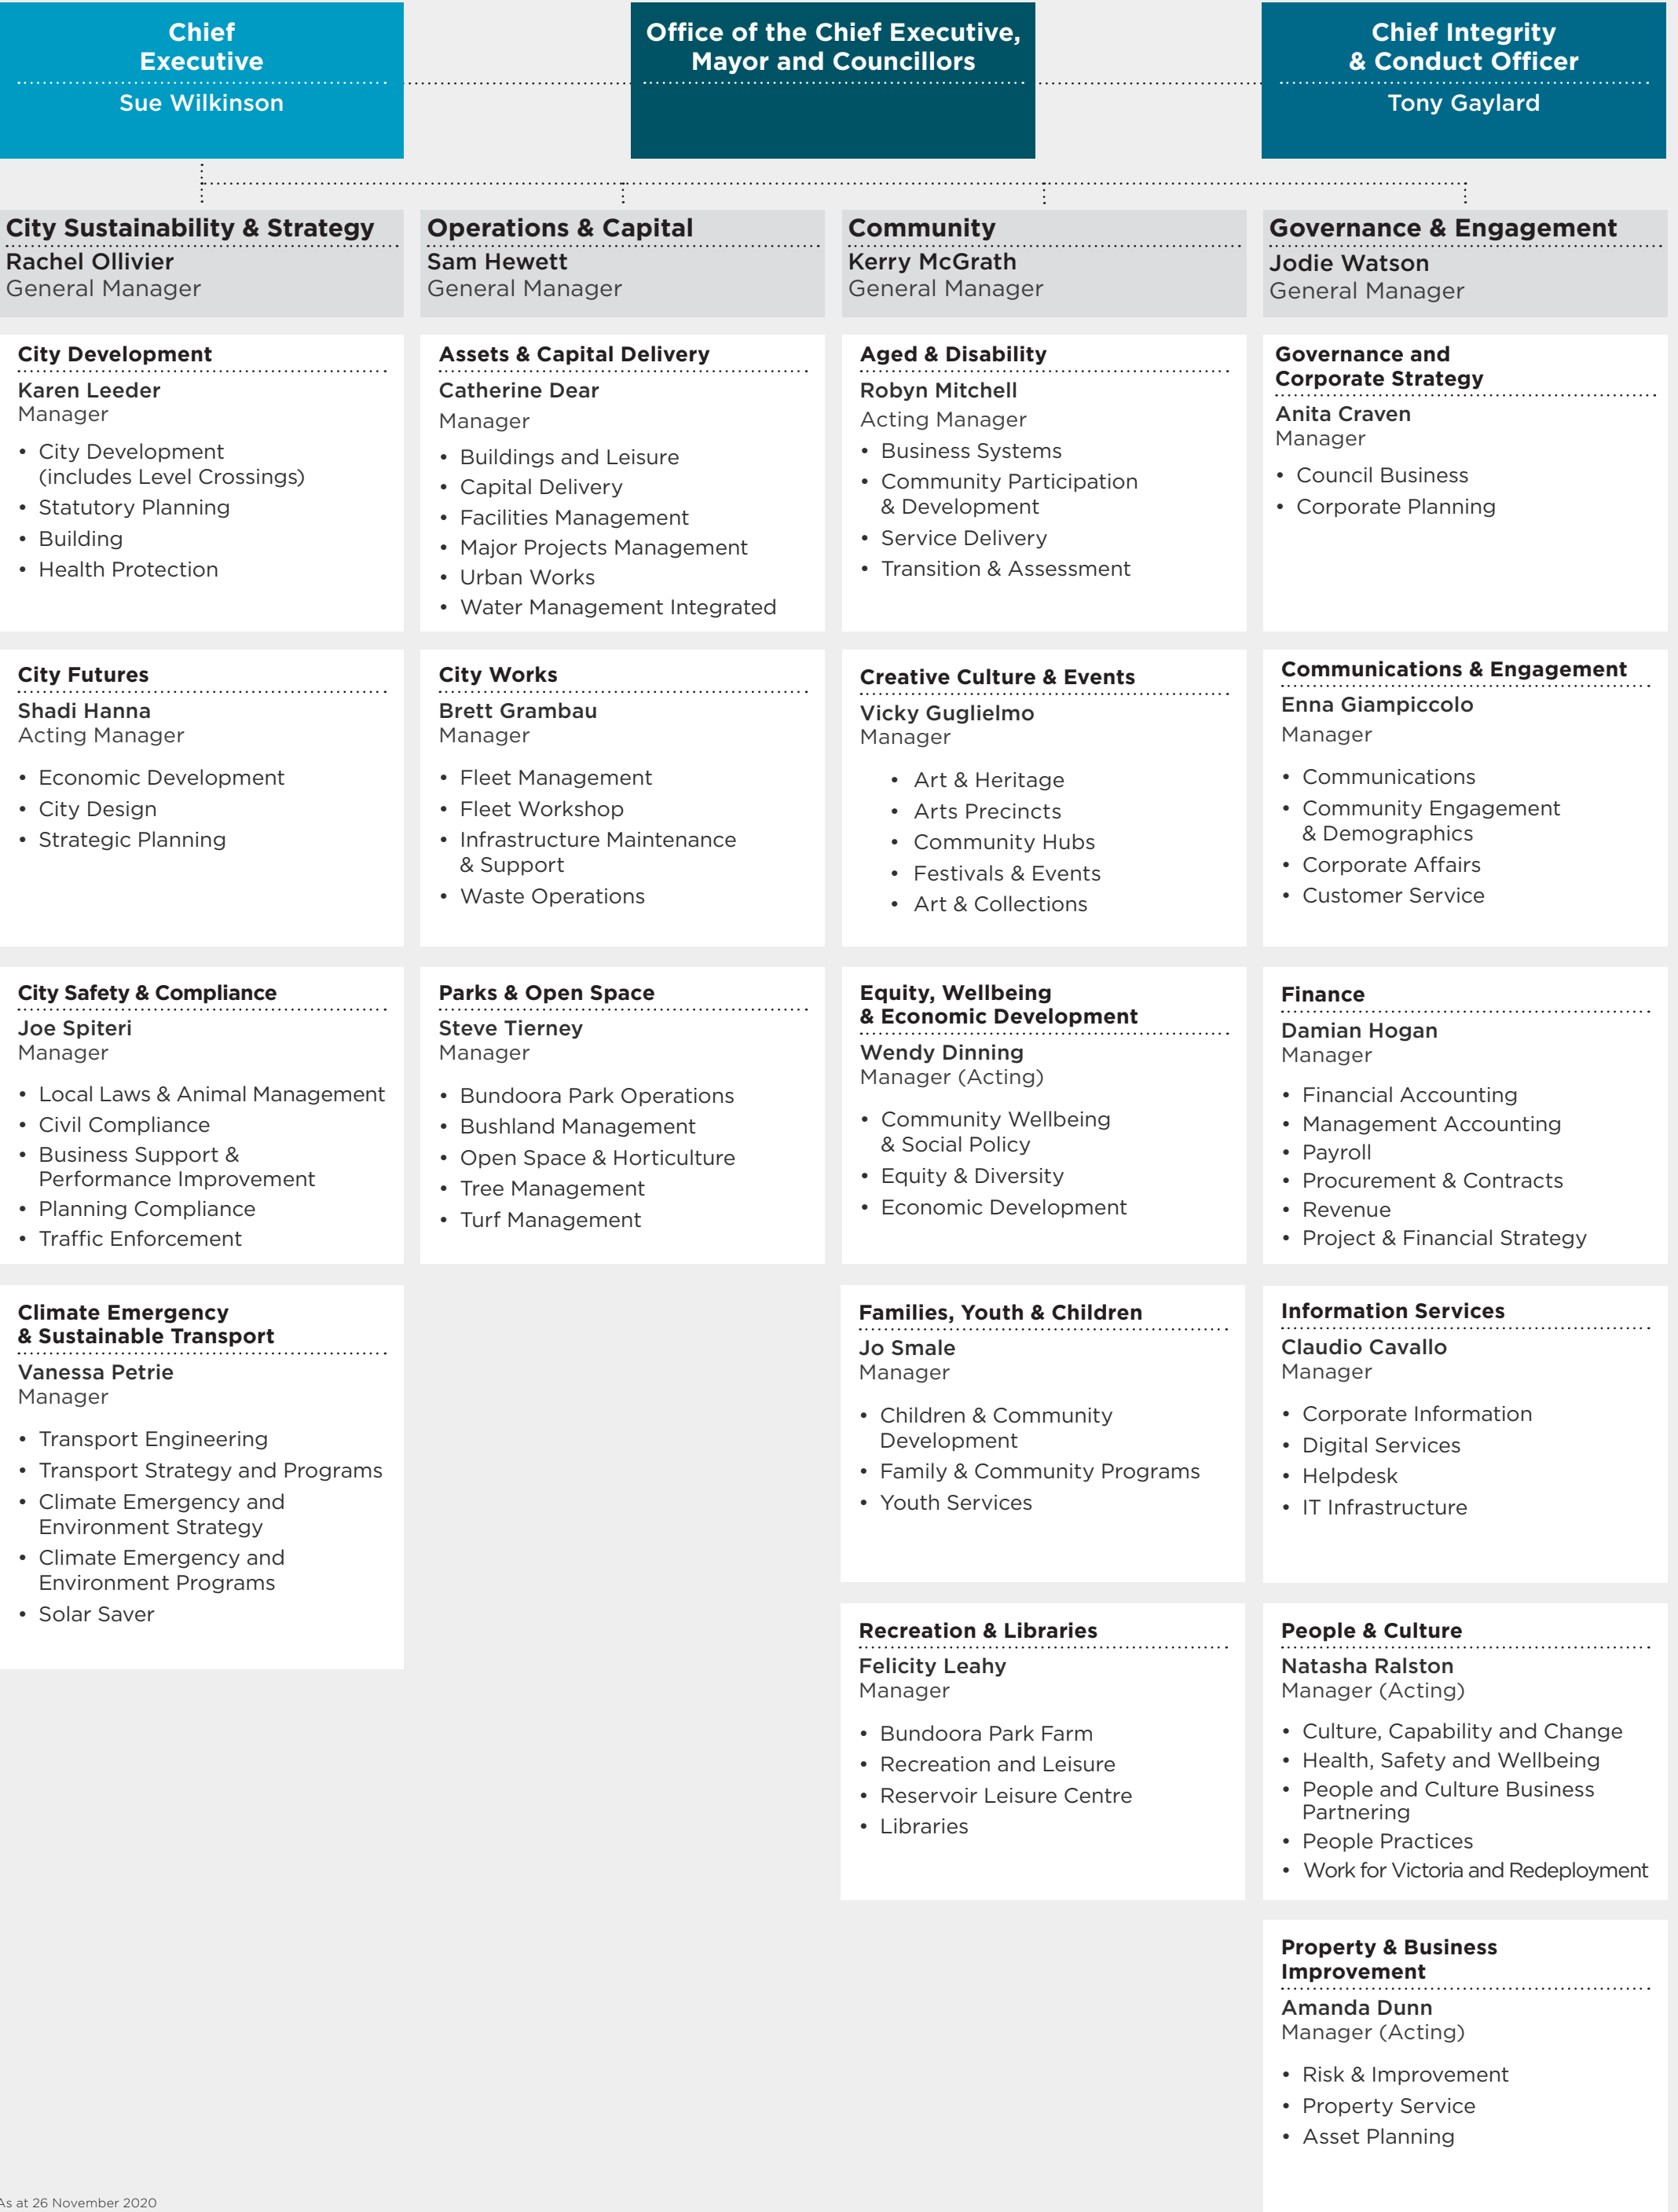 Chief
Executive
Sue Wilkinson
Office of the Chief Executive,
Mayor and Councillors
Chief Integrity
& Conduct Officer
Tony Gaylard
City Sustainability & Strategy
Rachel Ollivier
General Manager
City Development
Karen Leeder
Manager
• City Development
(includes Level Crossings)
• Statutory Planning
• Building
• Health Protection
City Futures
Shadi Hanna
Acting Manager
• Economic Development
• City Design
• Strategic Planning
City Safety & Compliance
Joe Spiteri
Manager
• Local Laws & Animal Management
• Civil Compliance
• Business Support &
Performance Improvement
• Planning Compliance
• Traffic Enforcement
Climate Emergency
& Sustainable Transport
Vanessa Petrie
Manager
• Transport Engineering
• Transport Strategy and Programs
• Climate Emergency and
Environment Strategy
• Climate Emergency and
Environment Programs
• Solar Saver
Operations & Capital
Sam Hewett
General Manager
Assets & Capital Delivery
Catherine Dear
Manager
• Buildings and Leisure
• Capital Delivery
• Facilities Management
• Major Projects Management
• Urban Works
• Water Management Integrated
City Works
Brett Grambau
Manager
• Fleet Management
• Fleet Workshop
• Infrastructure Maintenance
& Support
• Waste Operations
Parks & Open Space
Steve Tierney
Manager
• Bundoora Park Operations
• Bushland Management
• Open Space & Horticulture
• Tree Management
• Turf Management
Community
Kerry McGrath
General Manager
Aged & Disability
Robyn Mitchell
Acting Manager
• Business Systems
• Community Participation
& Development
• Service Delivery
• Transition & Assessment
Creative Culture & Events
Vicky Guglielmo
Manager
• Art & Heritage
• Arts Precincts
• Community Hubs
• Festivals & Events
• Art & Collections
Equity, Wellbeing
& Economic Development
Wendy Dinning
Manager (Acting)
• Community Wellbeing
& Social Policy
• Equity & Diversity
• Economic Development
Families, Youth & Children
Jo Smale
Manager
• Children & Community
Development
• Family & Community Programs
• Youth Services
Recreation & Libraries
Felicity Leahy
Manager
• Bundoora Park Farm
• Recreation and Leisure
• Reservoir Leisure Centre
• Libraries
Governance & Engagement
Jodie Watson
General Manager
Governance and
Corporate Strategy
Anita Craven
Manager
• Council Business
• Corporate Planning
Communications & Engagement
Enna Giampiccolo
Manager
• Communications
• Community Engagement
& Demographics
• Corporate Affairs
• Customer Service
Finance
Damian Hogan
Manager
• Financial Accounting
• Management Accounting
• Payroll
• Procurement & Contracts
• Revenue
• Project & Financial Strategy
Information Services
Claudio Cavallo
Manager
• Corporate Information
• Digital Services
• Helpdesk
• IT Infrastructure
People & Culture
Natasha Ralston
Manager (Acting)
• Culture, Capability and Change
• Health, Safety and Wellbeing
• People and Culture Business
Partnering
• People Practices
• Work for Victoria and Redeployment
Property & Business
Improvement
Amanda Dunn
Manager (Acting)
• Risk & Improvement
• Property Service
• Asset Planning
As at 26 November 2020